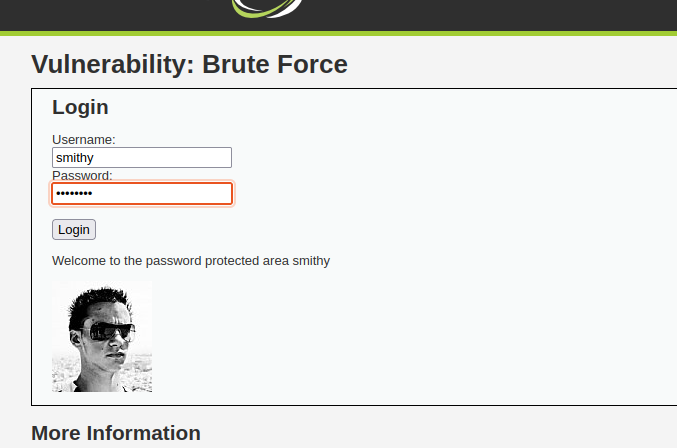 Vulnerability: Brute Force
Login
Username:
smithy
Password:
••••••••
Login
Welcome to the password protected area smithy
More Information